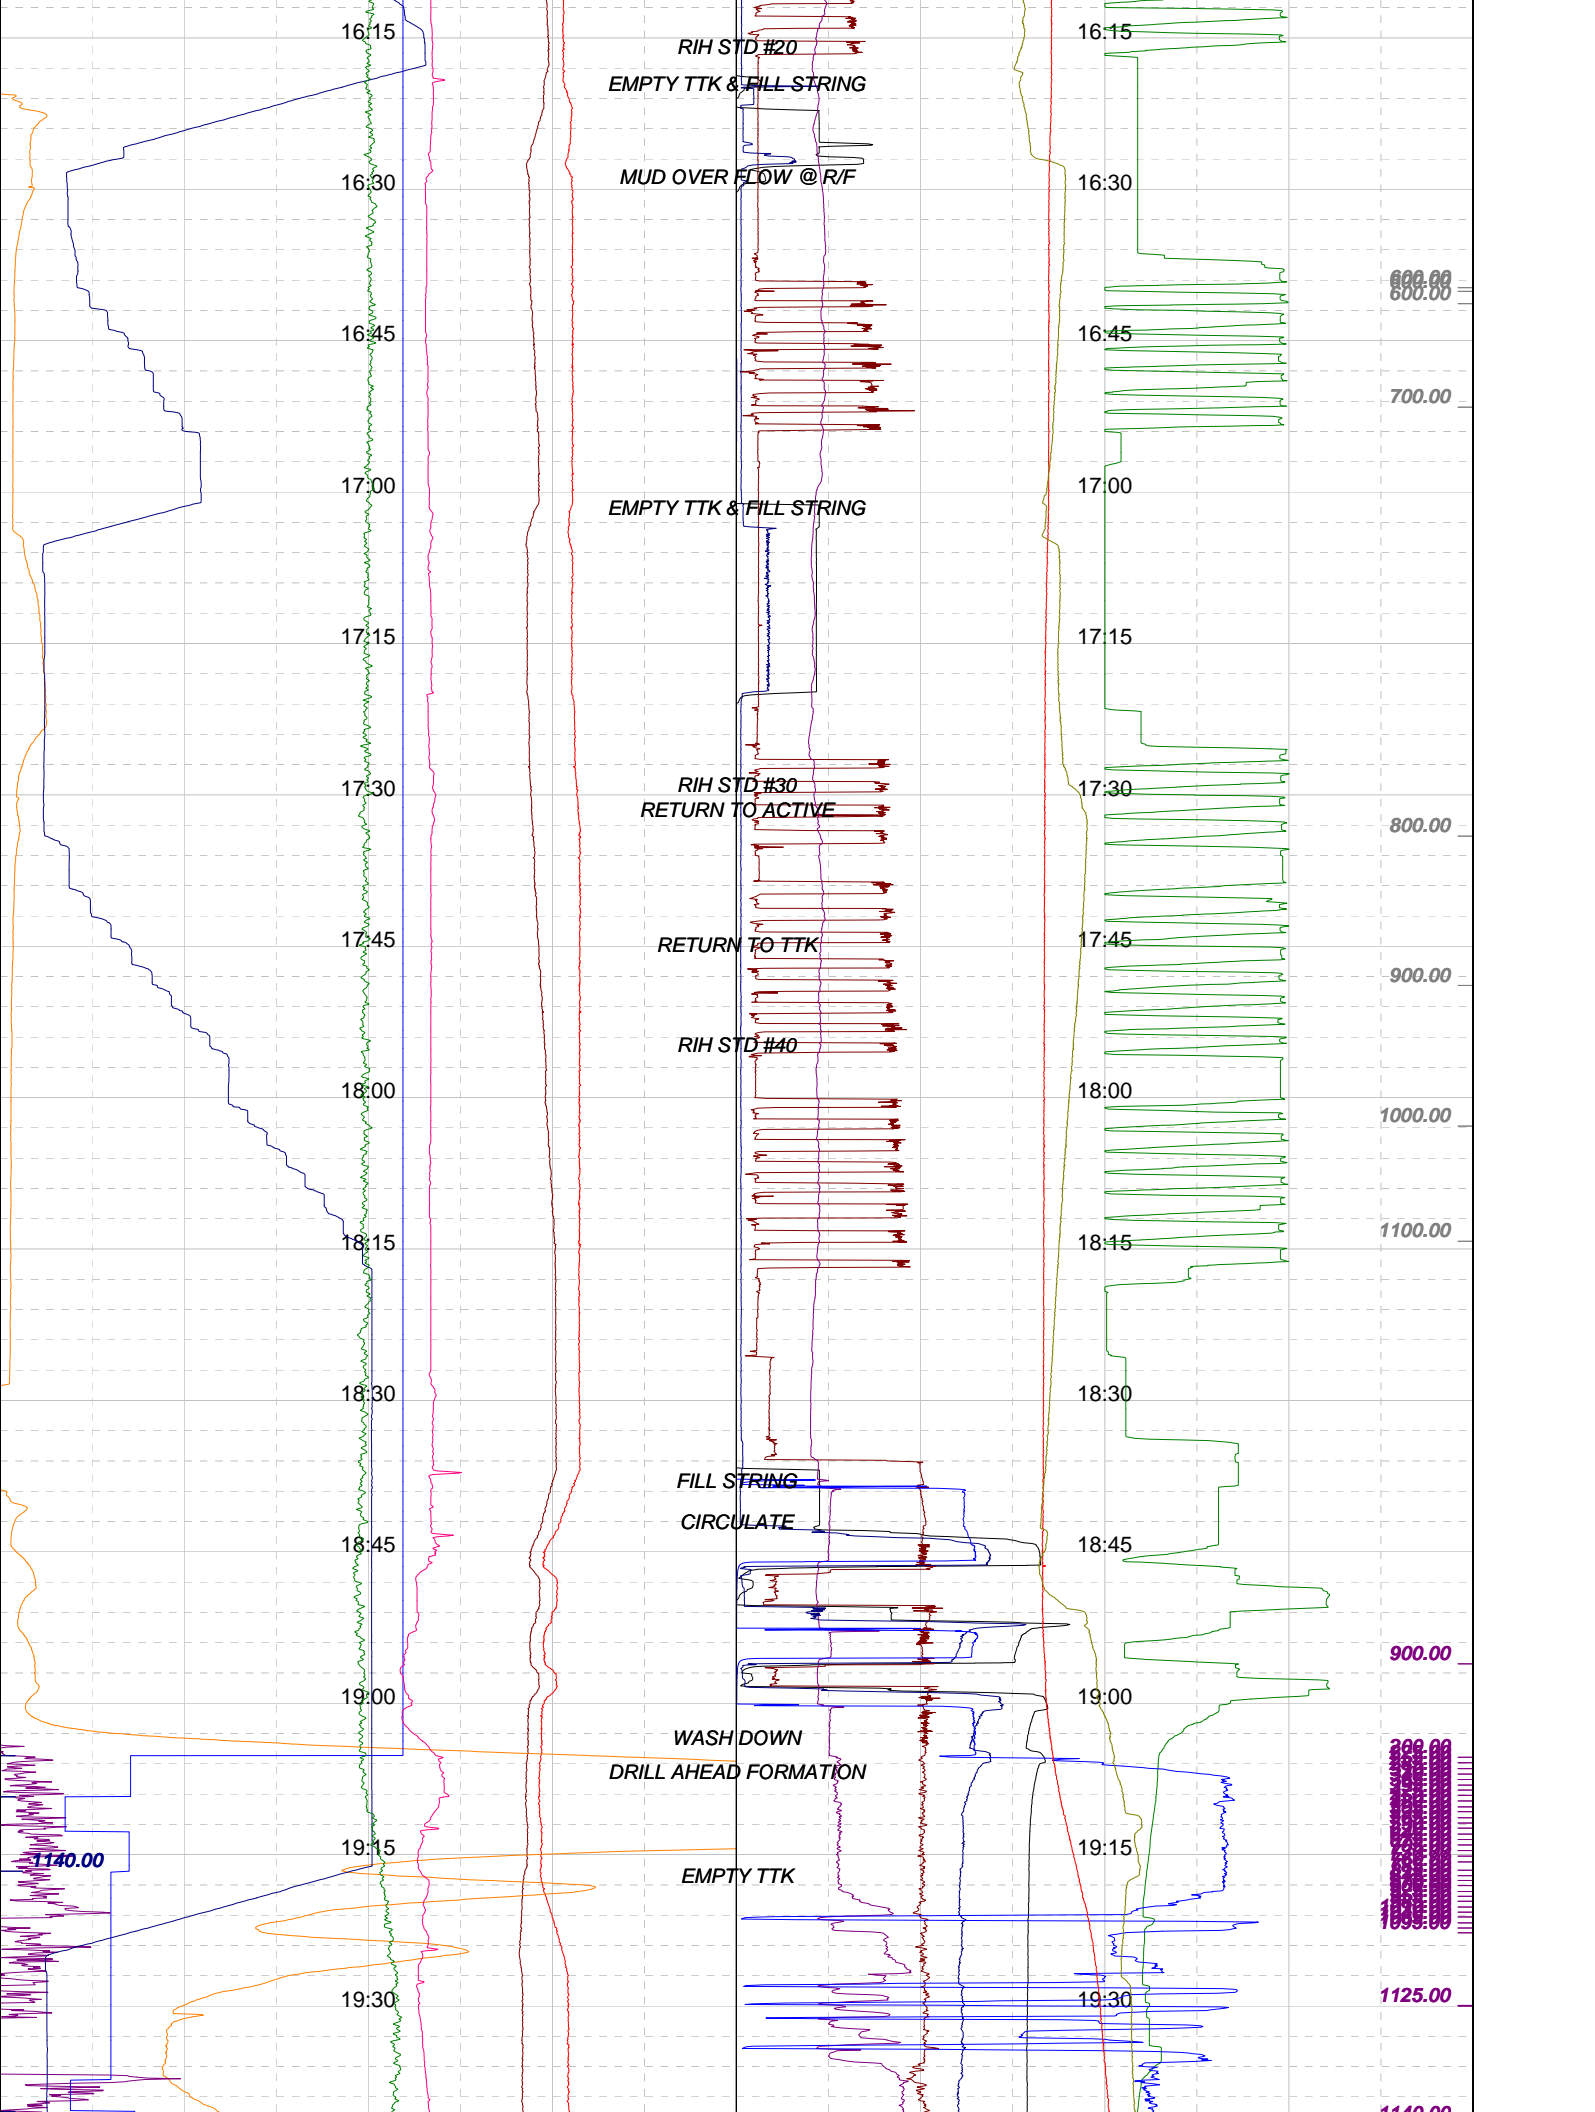 16:15 RIH STD #20 16:15
EMPTY TTK & FILL STRING
MUD OVER FLOW @ R/F
16:30 16:30
600.00
600.00
16:45 16:45
700.00
17:00 17:00
EMPTY TTK & FILL STRING
17:15 17:15
RIH STD #30
17:30 17:30
RETURN TO ACTIVE
800.00
17:45 RETURN TO TTK 17:45
900.00
RIH STD #40
18:00 18:00
1000.00
1100.00
18:15 18:15
18:30 18:30
FILL STRING
CIRCULATE
18:45 18:45
900.00
19:00 19:00
WASH DOWN
DRILL AHEAD FORMATION
19:15
1140.00
19:15
EMPTY TTK
1125.00
19:30 19:30
1140.00